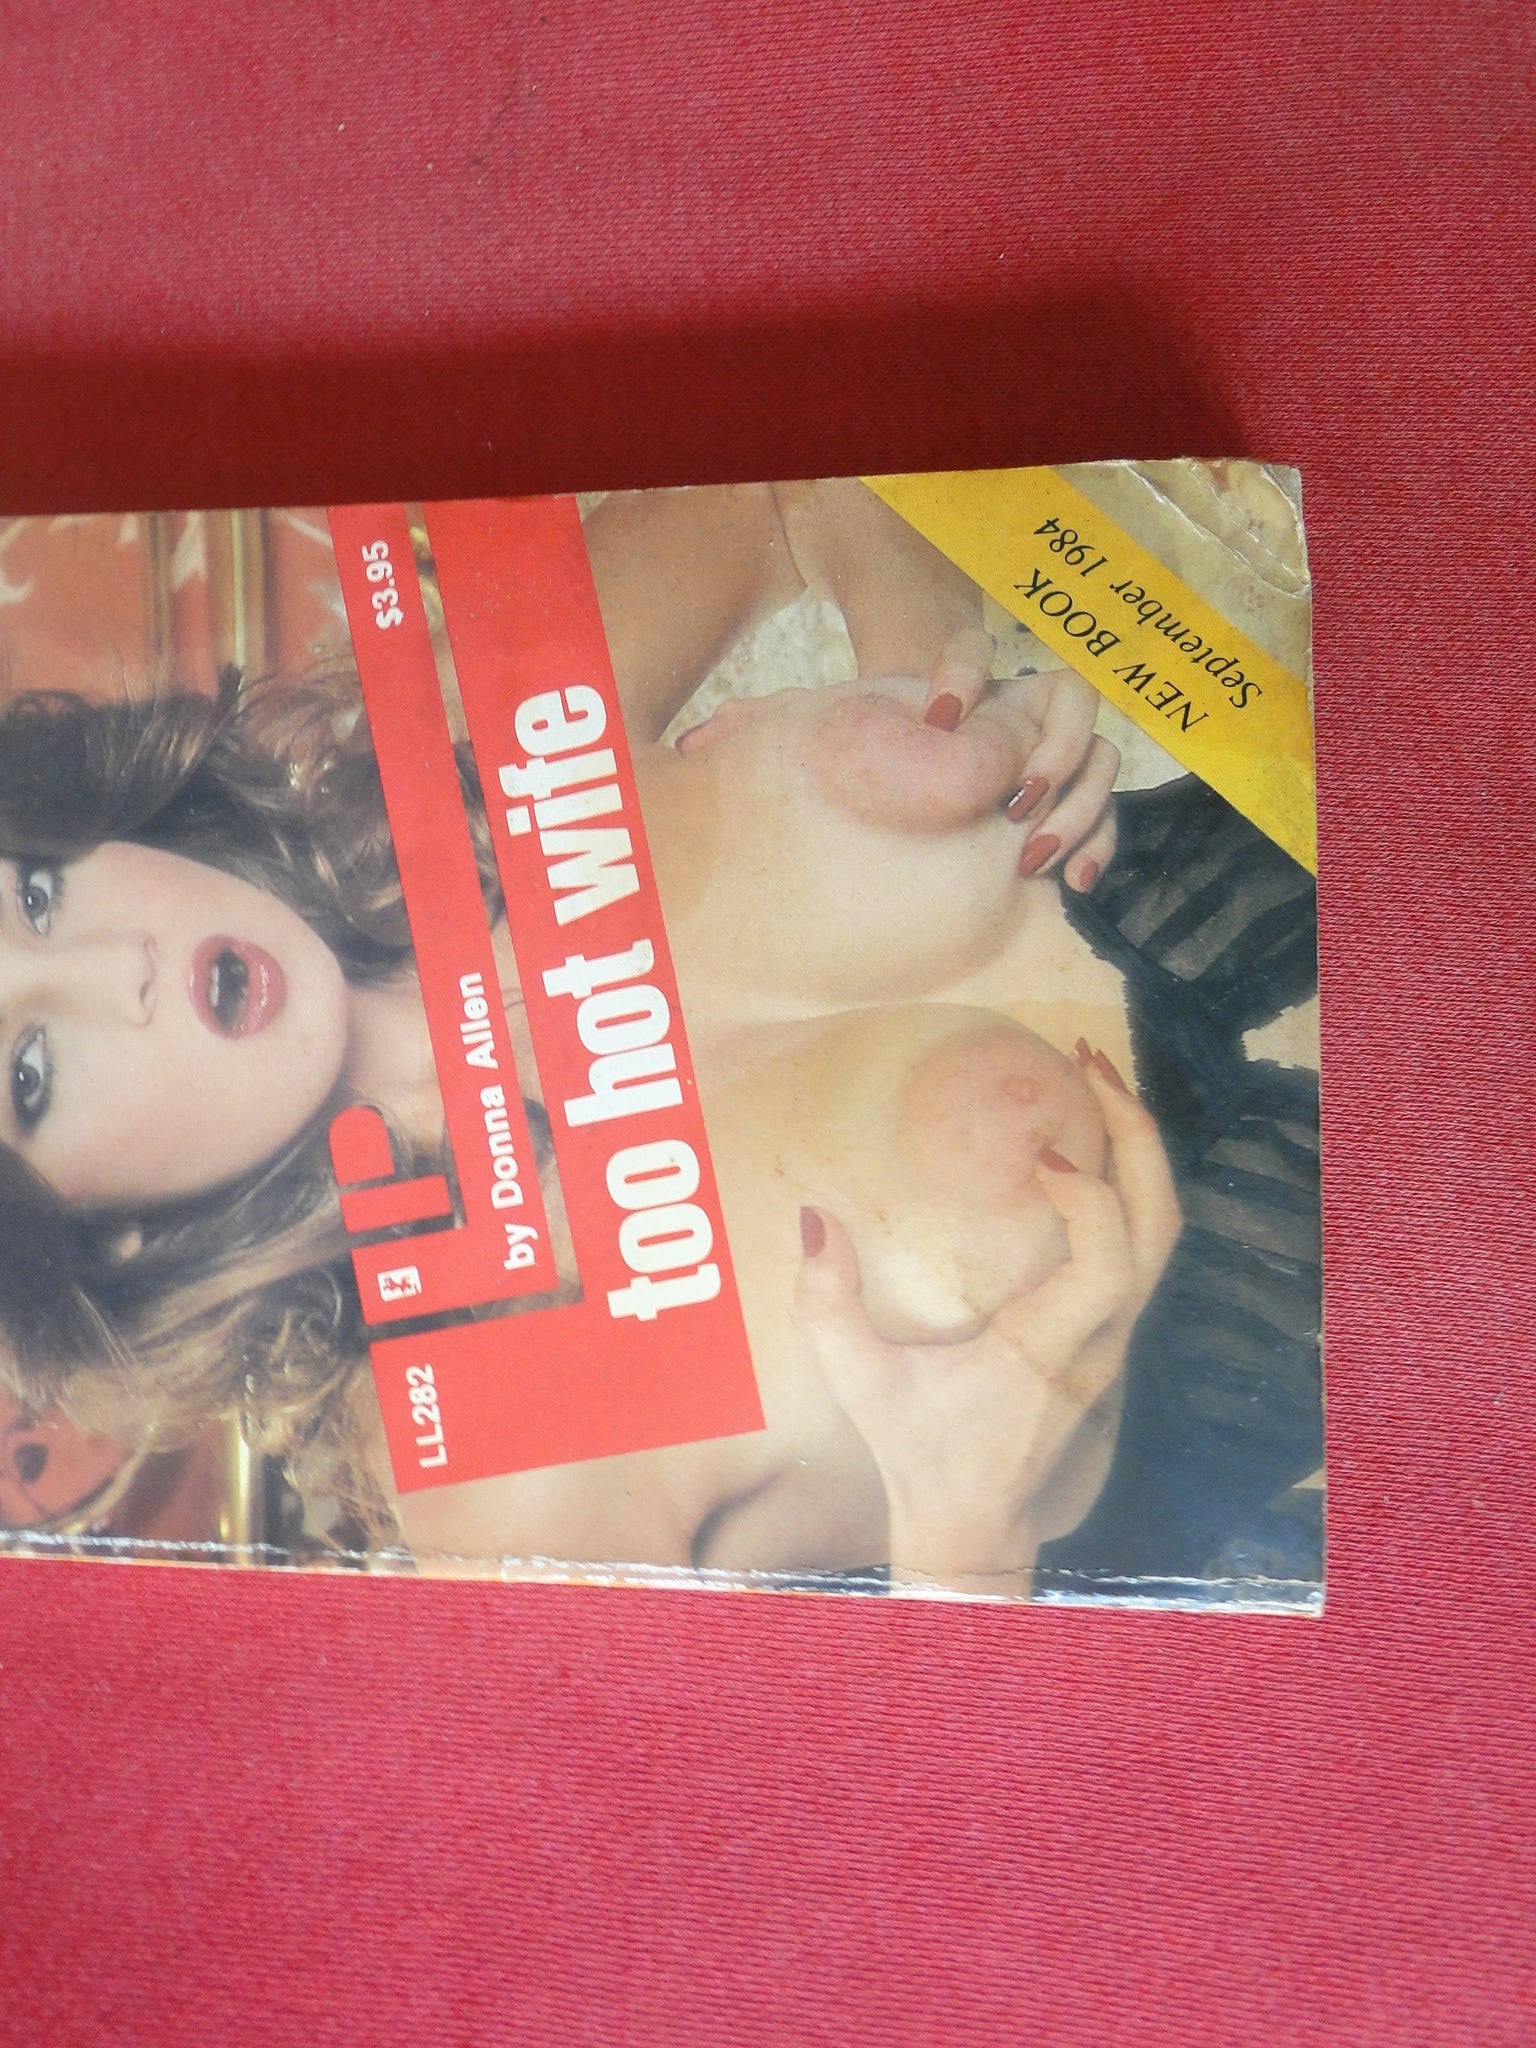 LL282
$3.95
by Donna Allen
too hot wife
NEW BOOK
September 1984